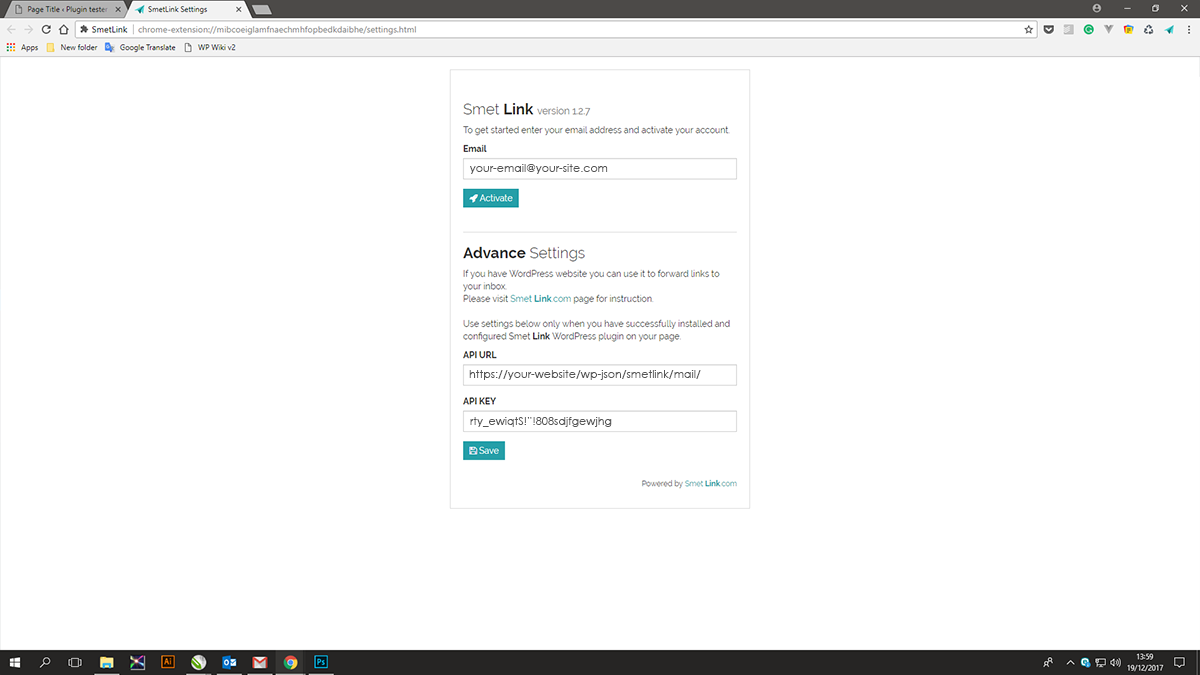 Page Title ‹ Plugin tester
SmetLink Settings
SmetLink
chrome-extension://mibcoeiglamfnaechmhfopbedkdaibhe/settings.html
Apps
New folder
Google Translate
WP Wiki v2
Smet Link version 1.2.7
To get started enter your email address and activate your account.
Email
your-email@your-site.com
Activate
Advance Settings
If you have WordPress website you can use it to forward links to
your inbox.
Please visit Smet Link.com page for instruction.
Use settings below only when you have successfully installed and
configured Smet Link WordPress plugin on your page.
API URL
https://your-website/wp-json/smetlink/mail/
API KEY
rty_ewiqtS!"!808sdjfgewjhg
Save
Powered by Smet Link.com
Ai
Ps
13:59
19/12/2017